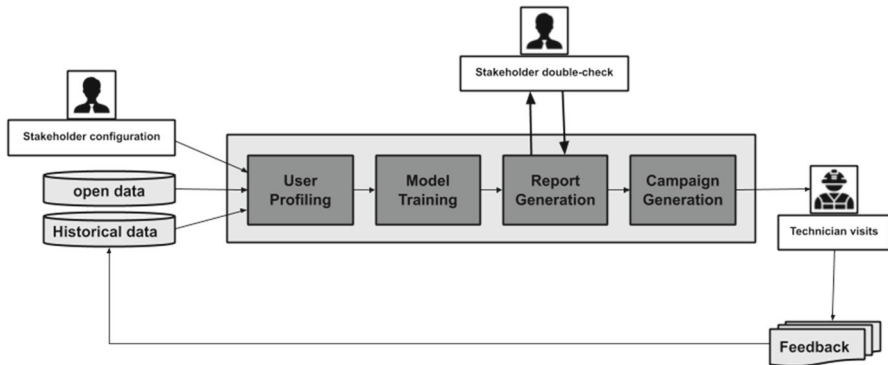 Stakeholder double-check
Stakeholder configuration
open data
Historical data
User
Profiling
Model
Training
Report
Generation
Campaign
Generation
Technician visits
Feedback